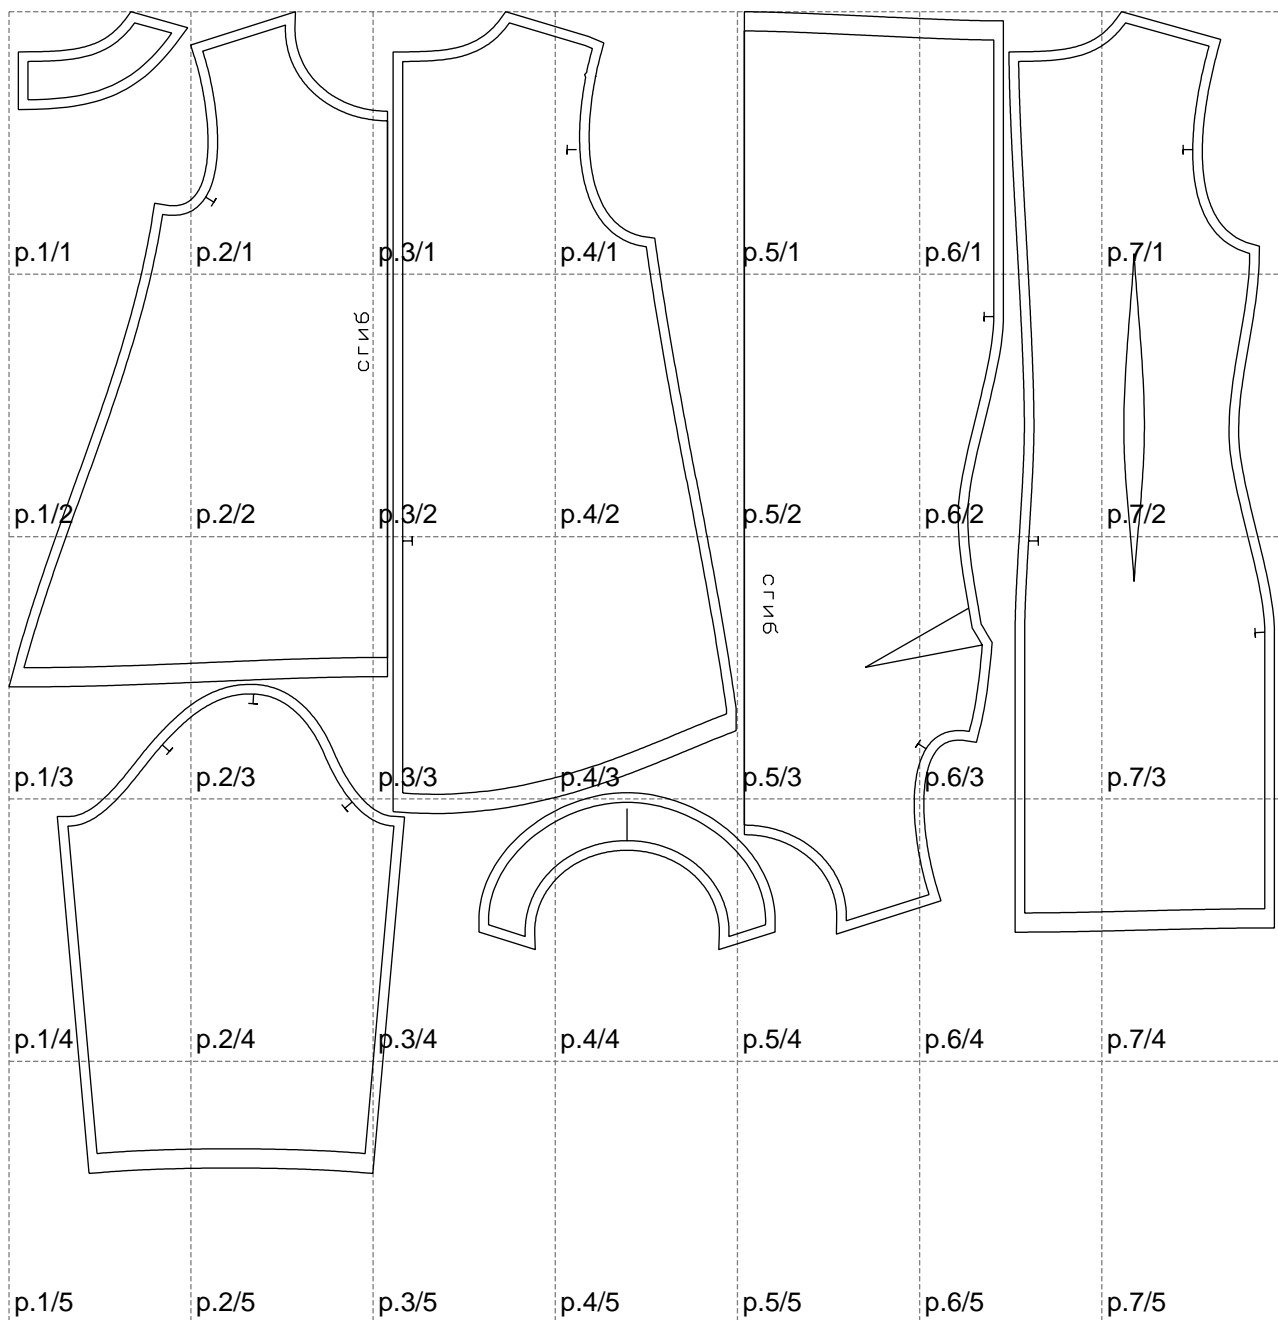 p.1/1 p.2/1 p.3/1 p.4/1 p.5/1 p.6/1 p.7/1
сгиб
p.1/2 p.2/2 p.3/2 p.4/2 p.5/2 p.6/2 p.7/2
сгиб
p.1/3 p.2/3 p.3/3 p.4/3 p.5/3 p.6/3 p.7/3
p.1/4 p.2/4 p.3/4 p.4/4 p.5/4 p.6/4 p.7/4
p.1/5 p.2/5 p.3/5 p.4/5 p.5/5 p.6/5 p.7/5